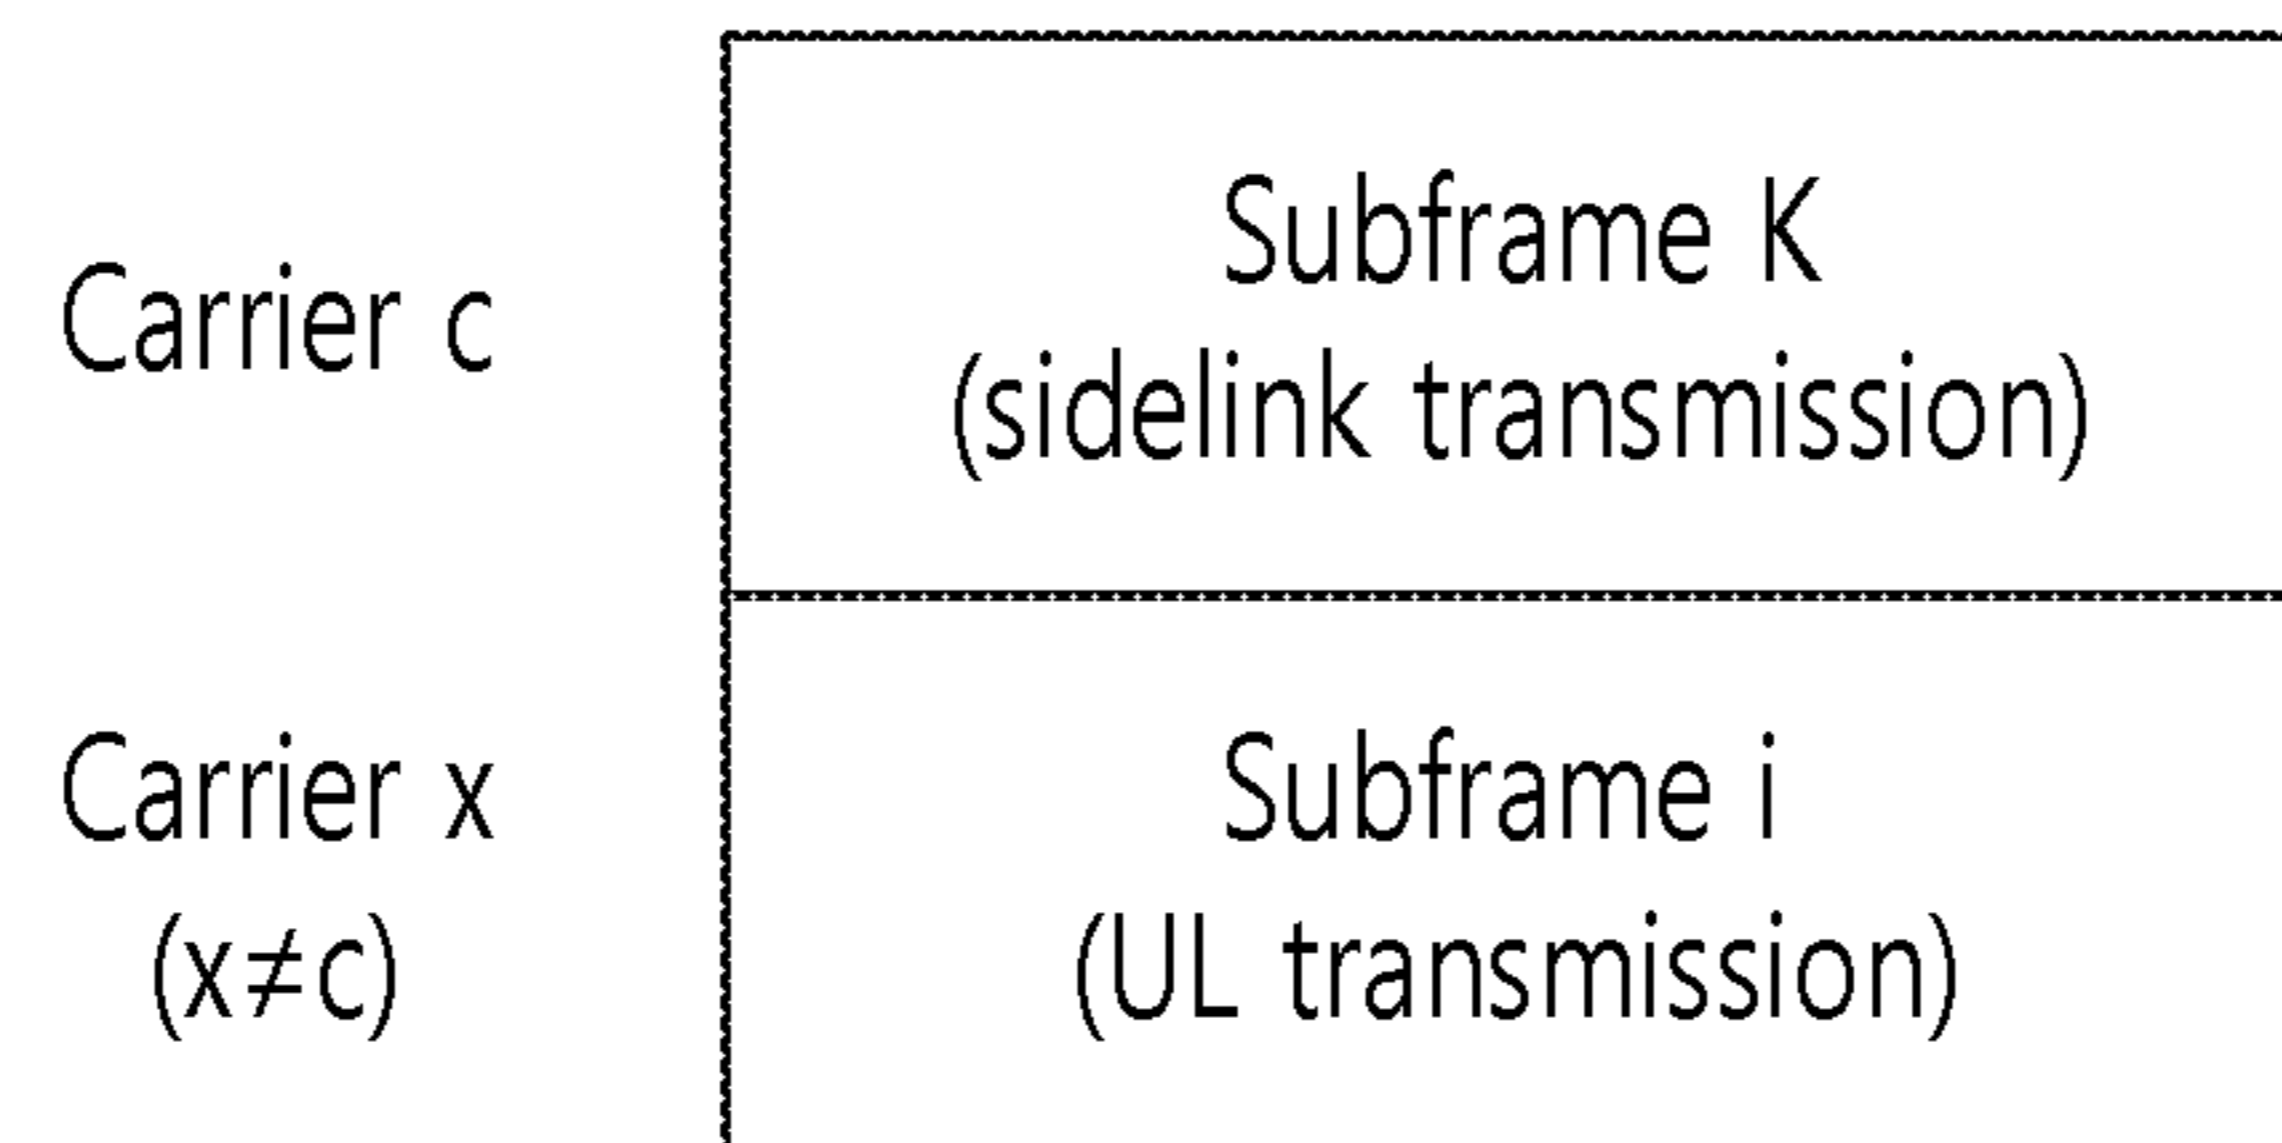 Carrier c
Subframe K
(sidelink transmission)
Carrier x
(x≠c)
Subframe i
(UL transmission)